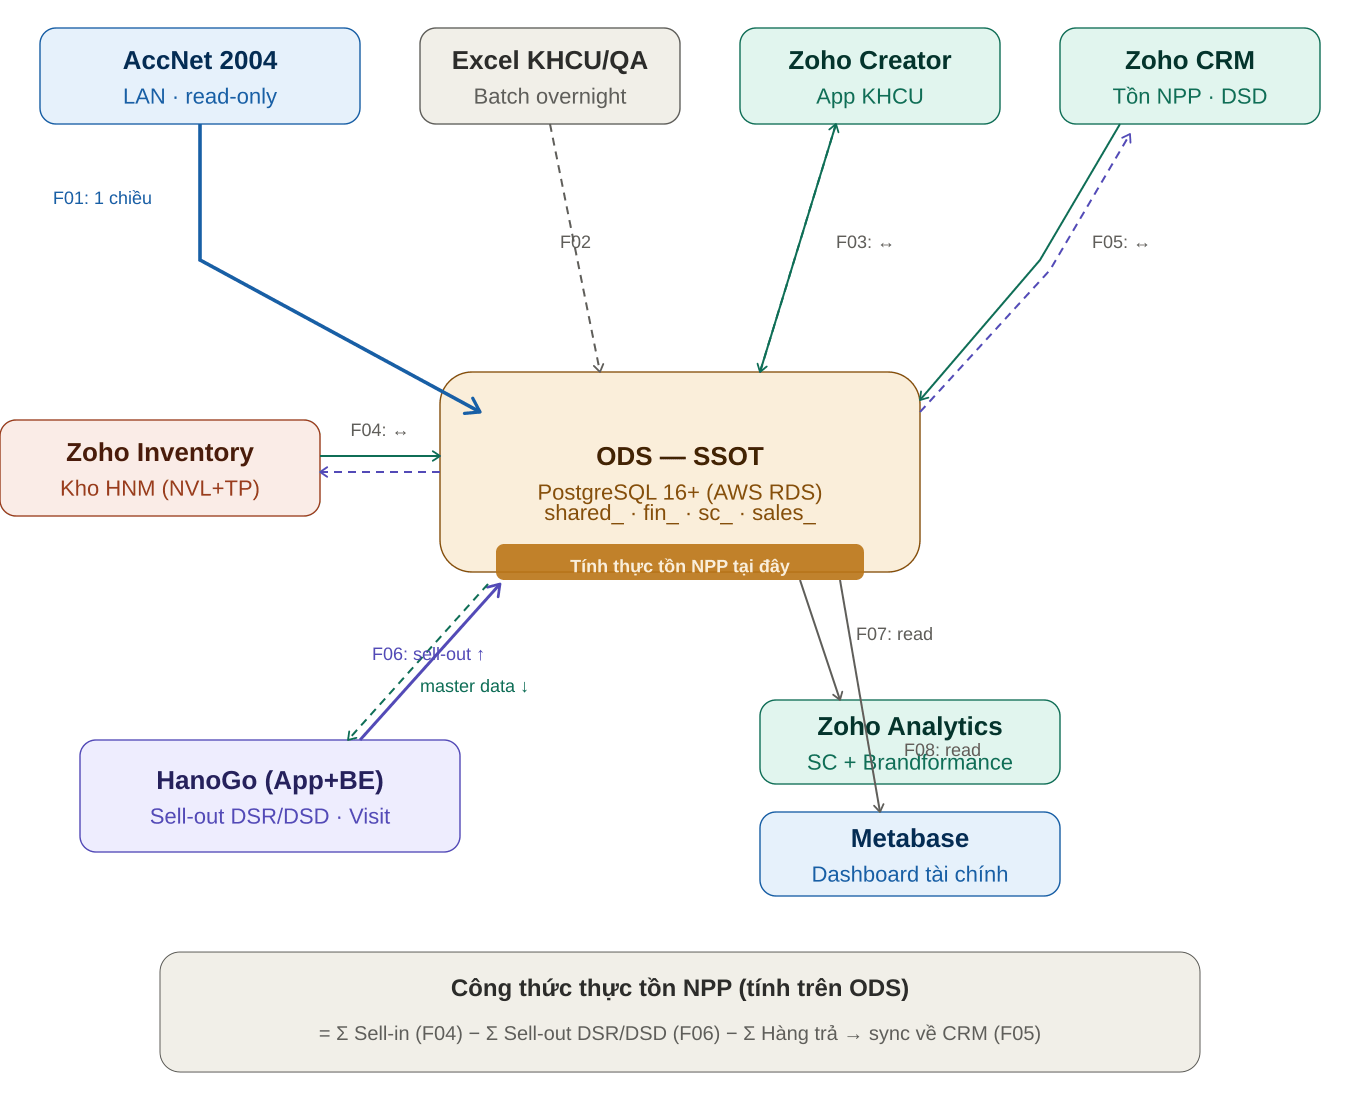 AccNet 2004
LAN · read-only
Excel KHCU/QA
Batch overnight
Zoho Creator
App KHCU
Zoho CRM
Tồn NPP · DSD
F01: 1 chiều
F02
F03: ↔
F05: ↔
Zoho Inventory
Kho HNM (NVL+TP)
F04: ↔
ODS — SSOT
PostgreSQL 16+ (AWS RDS)
shared_ · fin_ · sc_ · sales_
Tính thực tồn NPP tại đây
F06: sell-out ↑
master data ↓
F07: read
HanoGo (App+BE)
Sell-out DSR/DSD · Visit
Zoho Analytics
F08: read
SC + Brandformance
Metabase
Dashboard tài chính
Công thức thực tồn NPP (tính trên ODS)
= Σ Sell-in (F04) − Σ Sell-out DSR/DSD (F06) − Σ Hàng trả → sync về CRM (F05)